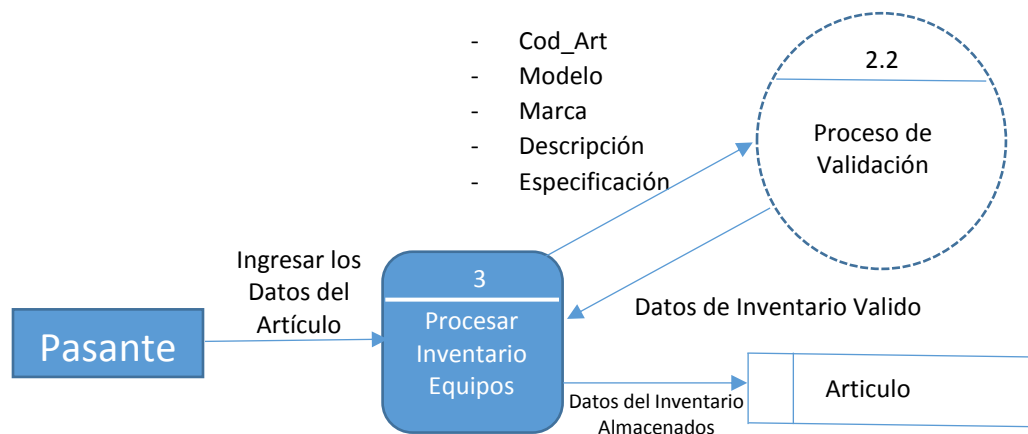 - Cod_Art
- Modelo
- Marca
- Descripción
- Especificación
2.2
Proceso de
Validación
Ingresar los
Datos del
Artículo
Pasante
3
Procesar
Inventario
Equipos
Datos de Inventario Valido
Datos del Inventario
Almacenados
Articulo